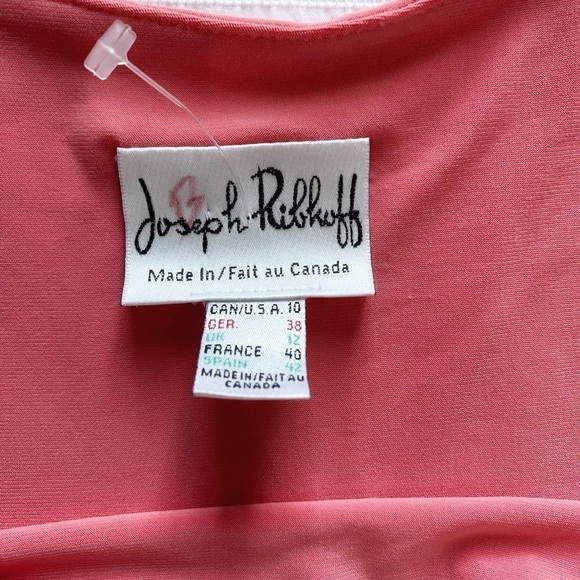 Joseph Ribkoff
Made In/Fait au Canada
CAN/U.S.A. 10
GER. 38
UK 12
FRANCE 40
SPAIN 42
MADE IN/FAIT AU
CANADA